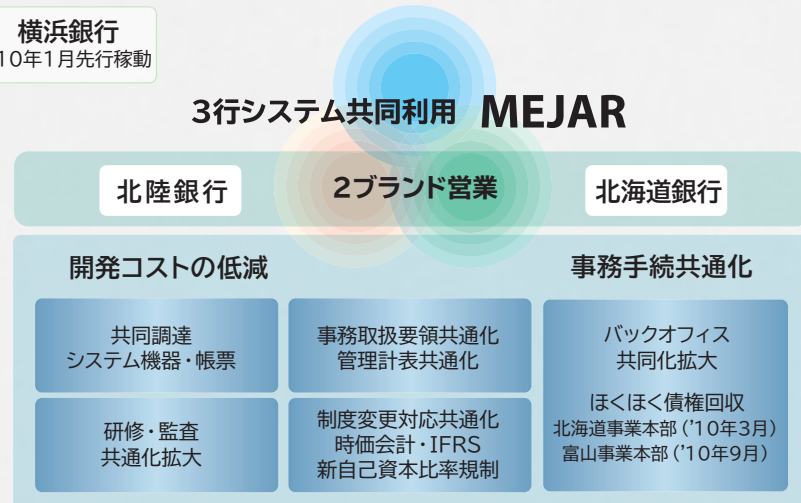 横浜銀行
10年1月先行稼動
3行システム共同利用 MEJAR
北陸銀行
2ブランド営業
北海道銀行
開発コストの低減
事務手続共通化
共同調達
システム機器・帳票
事務取扱要領共通化
管理計表共通化
バックオフィス
共同化拡大
ほくほく債権回収
北海道事業本部('10年3月)
富山事業本部('10年9月)
研修・監査
共通化拡大
制度変更対応共通化
時価会計・IFRS
新自己資本比率規制